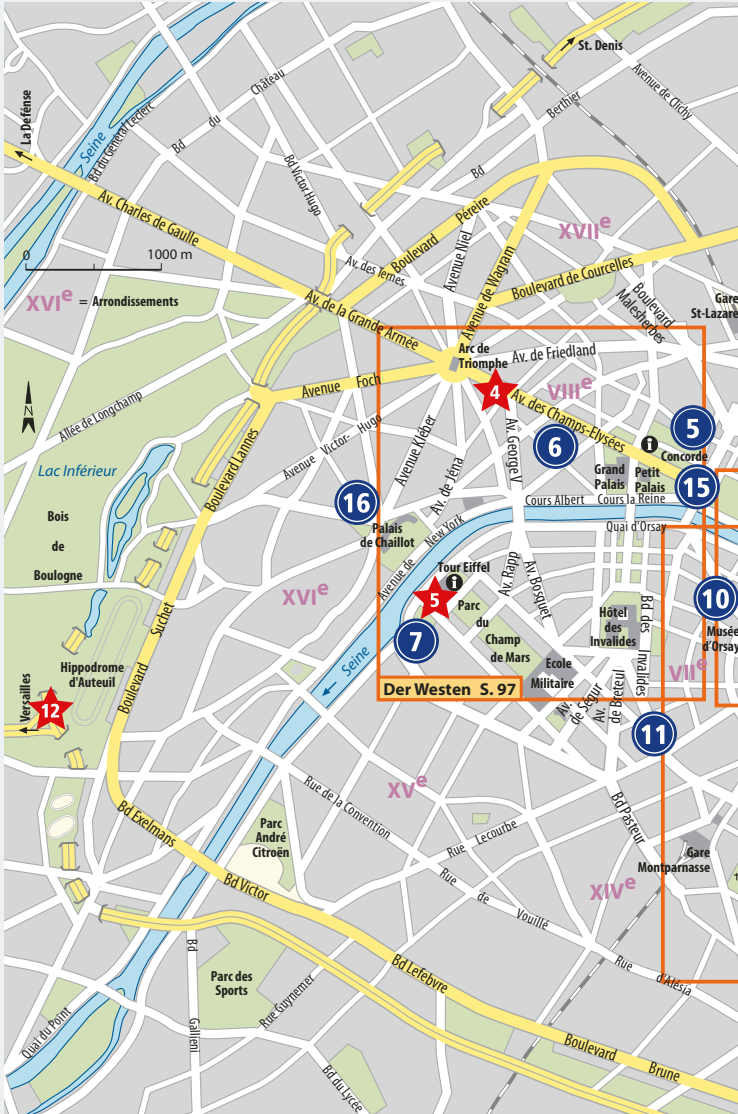 St. Denis
La Defénse
Seine
Bd du Général Leclerc
Bd du Château
Bd Victor Hugo
Berthier
Bd
Avenue de Clichy
Av. Charles de Gaulle
0 1000 m
XVIᵉ = Arrondissements
Av. des Ternes
Boulevard Pereire
Avenue Niel
Avenue de Wagram
XVIIᵉ
Boulevard de Courcelles
Boulevard
Malesherbes
Gare
St-Lazare
Av. de la Grande Armée
Arc de
Triomphe
Av. de Friedland
VIIIᵉ
4
Avenue Foch
N
Allée de Longchamp
Av. des Champs-Elysées
Avenue Victor- Hugo
Avenue Kléber
Av. de Jéna
Av. George V
6
i
5
Concorde
Grand
Palais
Petit
Palais
15
Lac Inférieur
Boulevard Lannes
16
Palais
de Chaillot
Cours Albert
Cours la Reine
Quai d'Orsay
Bois
de
Boulogne
New York
Avenue de
Tour Eiffel
i
5
Parc
du
Champ
de Mars
Av. Rapp
Av. Bosquet
Hôtel
des
Invalides
Bd des
Invalides
10
Musée
d'Orsay
XVIᵉ
7
Seine
Ecole
Militaire
VIIᵉ
Suchet
Boulevard
Hippodrome
d'Auteuil
Versailles
12
Der Westen S. 97
Av.
de Ségur
Av.
de Breteuil
11
XVᵉ
Bd Exelmans
Rue de la Convention
Bd Pasteur
Parc
André
Citroën
Rue Lecourbe
Gare
Montparnasse
Bd Victor
Rue de Vouillé
XIVᵉ
Rue d'Alésia
Bd Lefebvre
Parc des
Sports
Bd
Gallieni
Rue Guynemer
Quai du Point
Bd du Lycée
Boulevard Brune